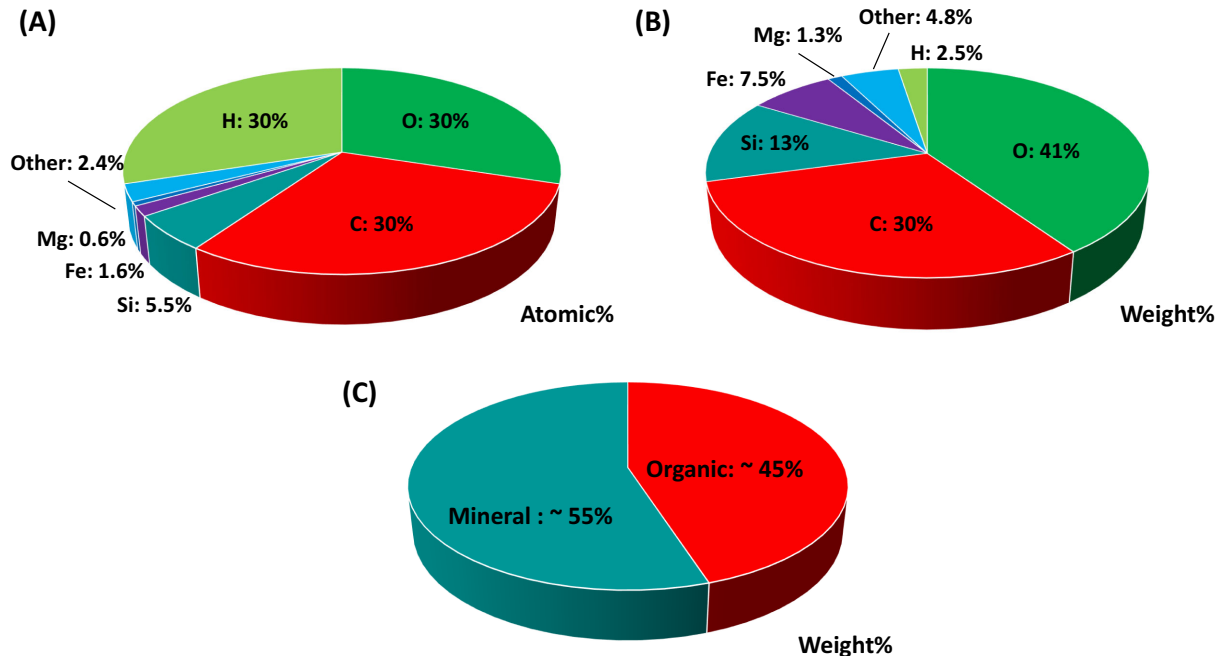 (A)
H: 30%
O: 30%
Other: 2.4%
C: 30%
Mg: 0.6%
Fe: 1.6%
Si: 5.5%
Atomic%
(B)
Other: 4.8%
Mg: 1.3%
H: 2.5%
Fe: 7.5%
Si: 13%
O: 41%
C: 30%
Weight%
(C)
Organic: ~ 45%
Mineral : ~ 55%
Weight%